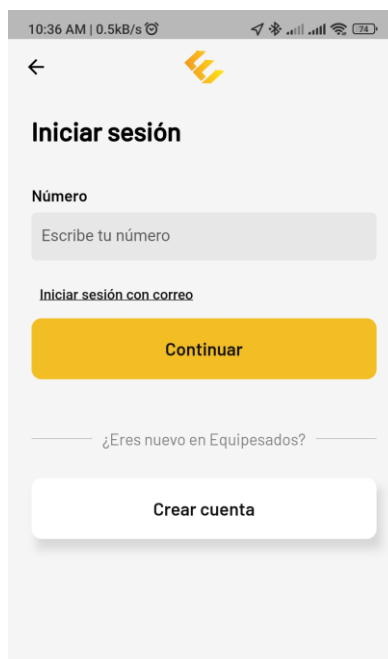 10:36 AM | 0.5kB/s 74
Iniciar sesión
Número
Escribe tu número
Iniciar sesión con correo
Continuar
¿Eres nuevo en Equipesados?
Crear cuenta